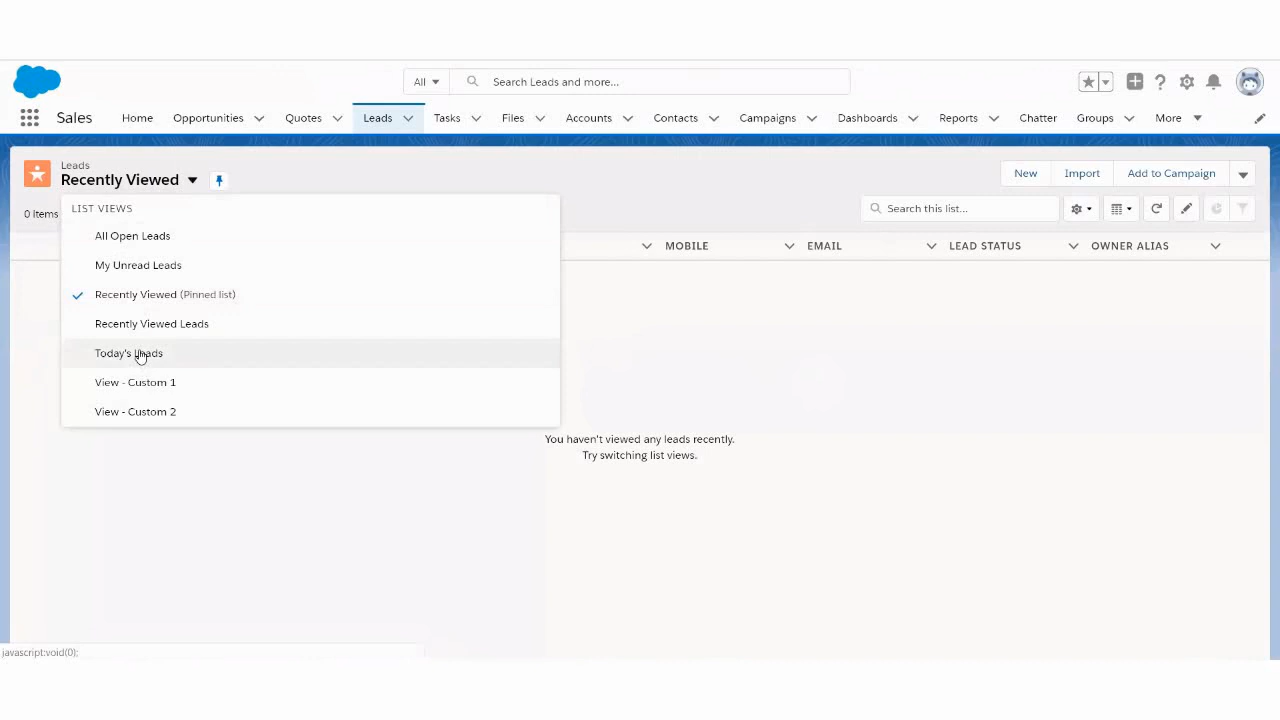 All
Search Leads and more...
Sales
Home
Opportunities
Quotes
Leads
Tasks
Files
Accounts
Contacts
Campaigns
Dashboards
Reports
Chatter
Groups
More
Leads
Recently Viewed
New
Import
Add to Campaign
0 Items
Search this list...
LIST VIEWS
All Open Leads
My Unread Leads
Recently Viewed (Pinned list)
Recently Viewed Leads
Today's Leads
View - Custom 1
View - Custom 2
MOBILE
EMAIL
LEAD STATUS
OWNER ALIAS
You haven't viewed any leads recently.
Try switching list views.
javascript:void(0);